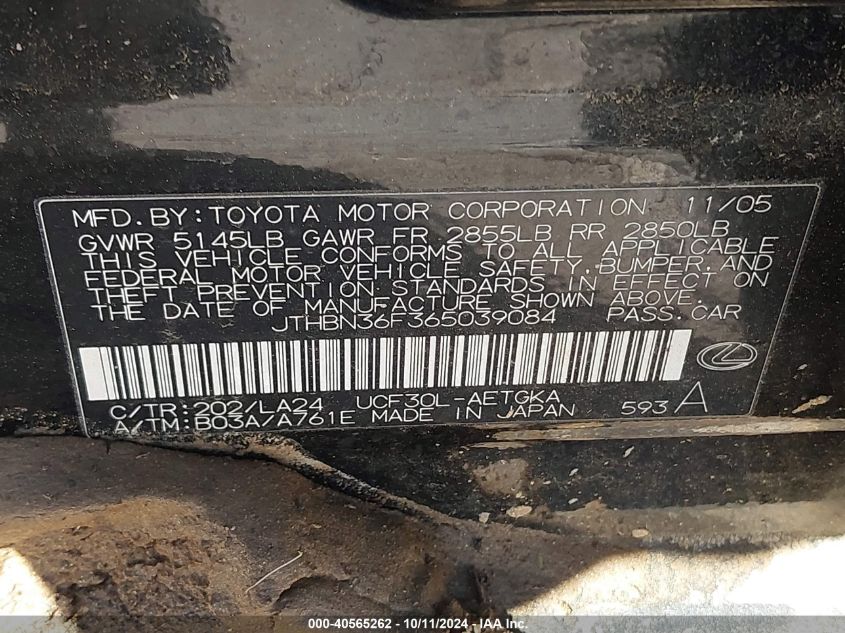 MFD. BY: TOYOTA MOTOR CORPORATION 11/05
GVWR 5145LB GAWR FR 2855LB RR 2850LB
THIS VEHICLE CONFORMS TO ALL APPLICABLE
FEDERAL MOTOR VEHICLE SAFETY, BUMPER, AND
THEFT PREVENTION STANDARDS IN EFFECT ON
THE DATE OF MANUFACTURE SHOWN ABOVE.
JTHBN36F365039084 PASS. CAR
C/TR: 202/LA24 UCF30L-AETGKA
A/TM: B03A/A761E MADE IN JAPAN 593 A
000-40565262 - 10/11/2024 - IAA Inc.